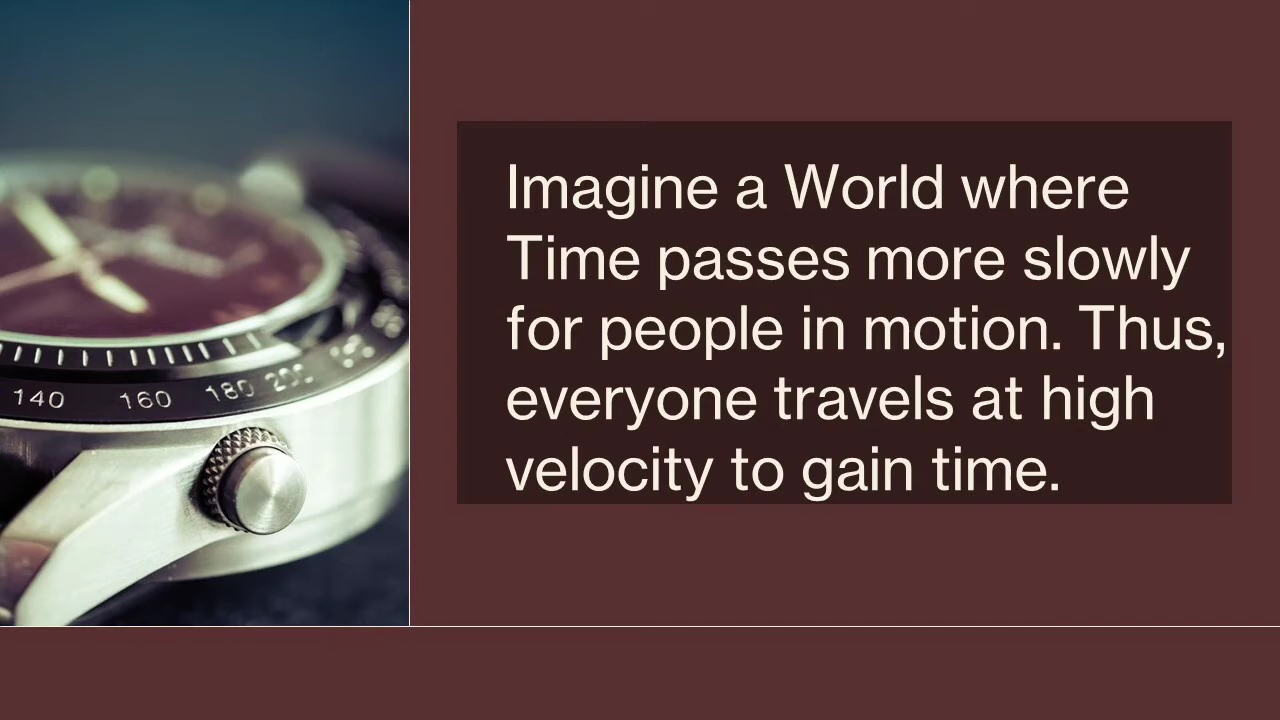 Imagine a World where
Time passes more slowly
for people in motion. Thus,
everyone travels at high
velocity to gain time.
140 160 180 200